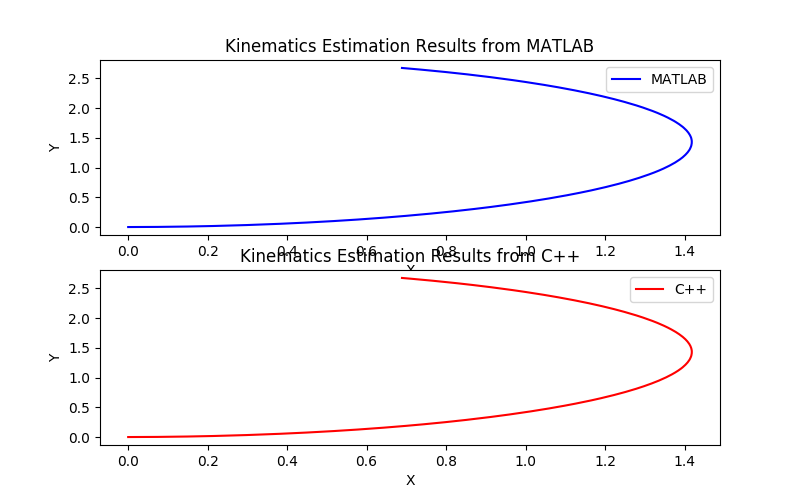 Kinematics Estimation Results from MATLAB
MATLAB
2.5
2.0
1.5
1.0
0.5
0.0
Y
0.0 0.2 0.4 0.6 0.8 1.0 1.2 1.4
X
Kinematics Estimation Results from C++
C++
2.5
2.0
1.5
1.0
0.5
0.0
Y
0.0 0.2 0.4 0.6 0.8 1.0 1.2 1.4
X